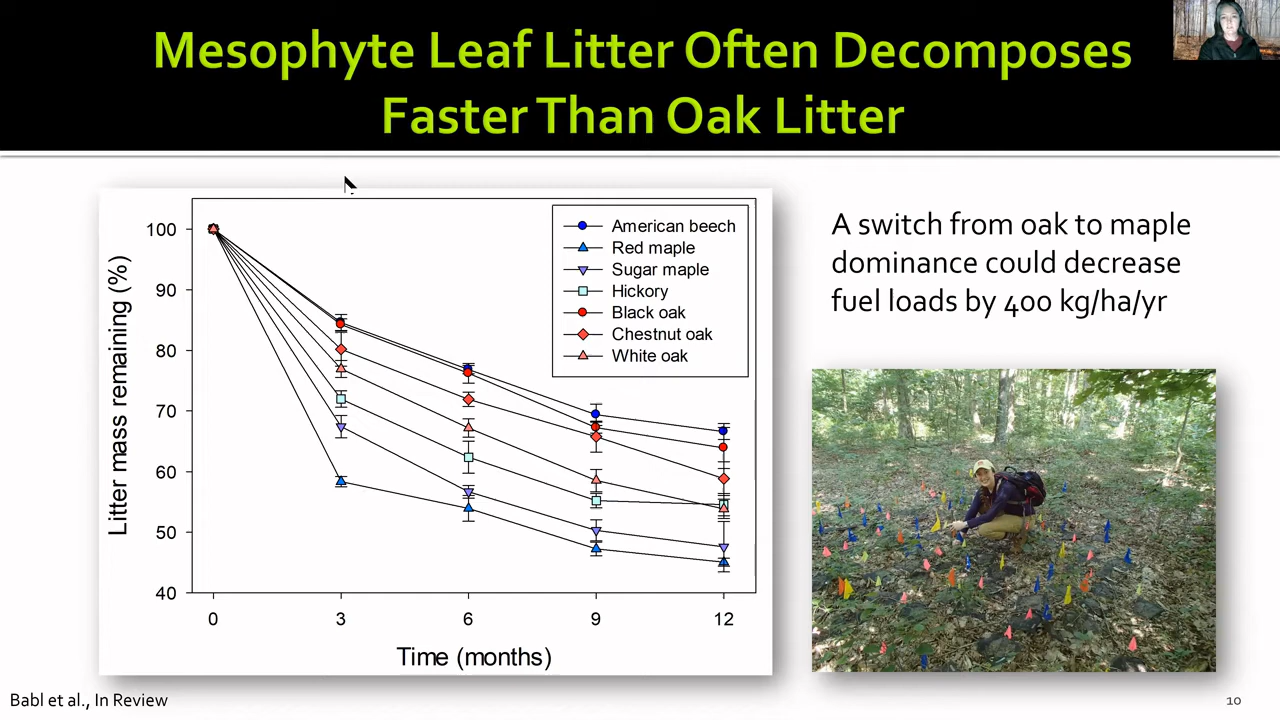 Mesophyte Leaf Litter Often Decomposes
Faster Than Oak Litter
A switch from oak to maple
dominance could decrease
fuel loads by 400 kg/ha/yr
Litter mass remaining (%)
100
90
80
70
60
50
40
0
3
6
9
12
Time (months)
American beech
Red maple
Sugar maple
Hickory
Black oak
Chestnut oak
White oak
Babl et al., In Review
10